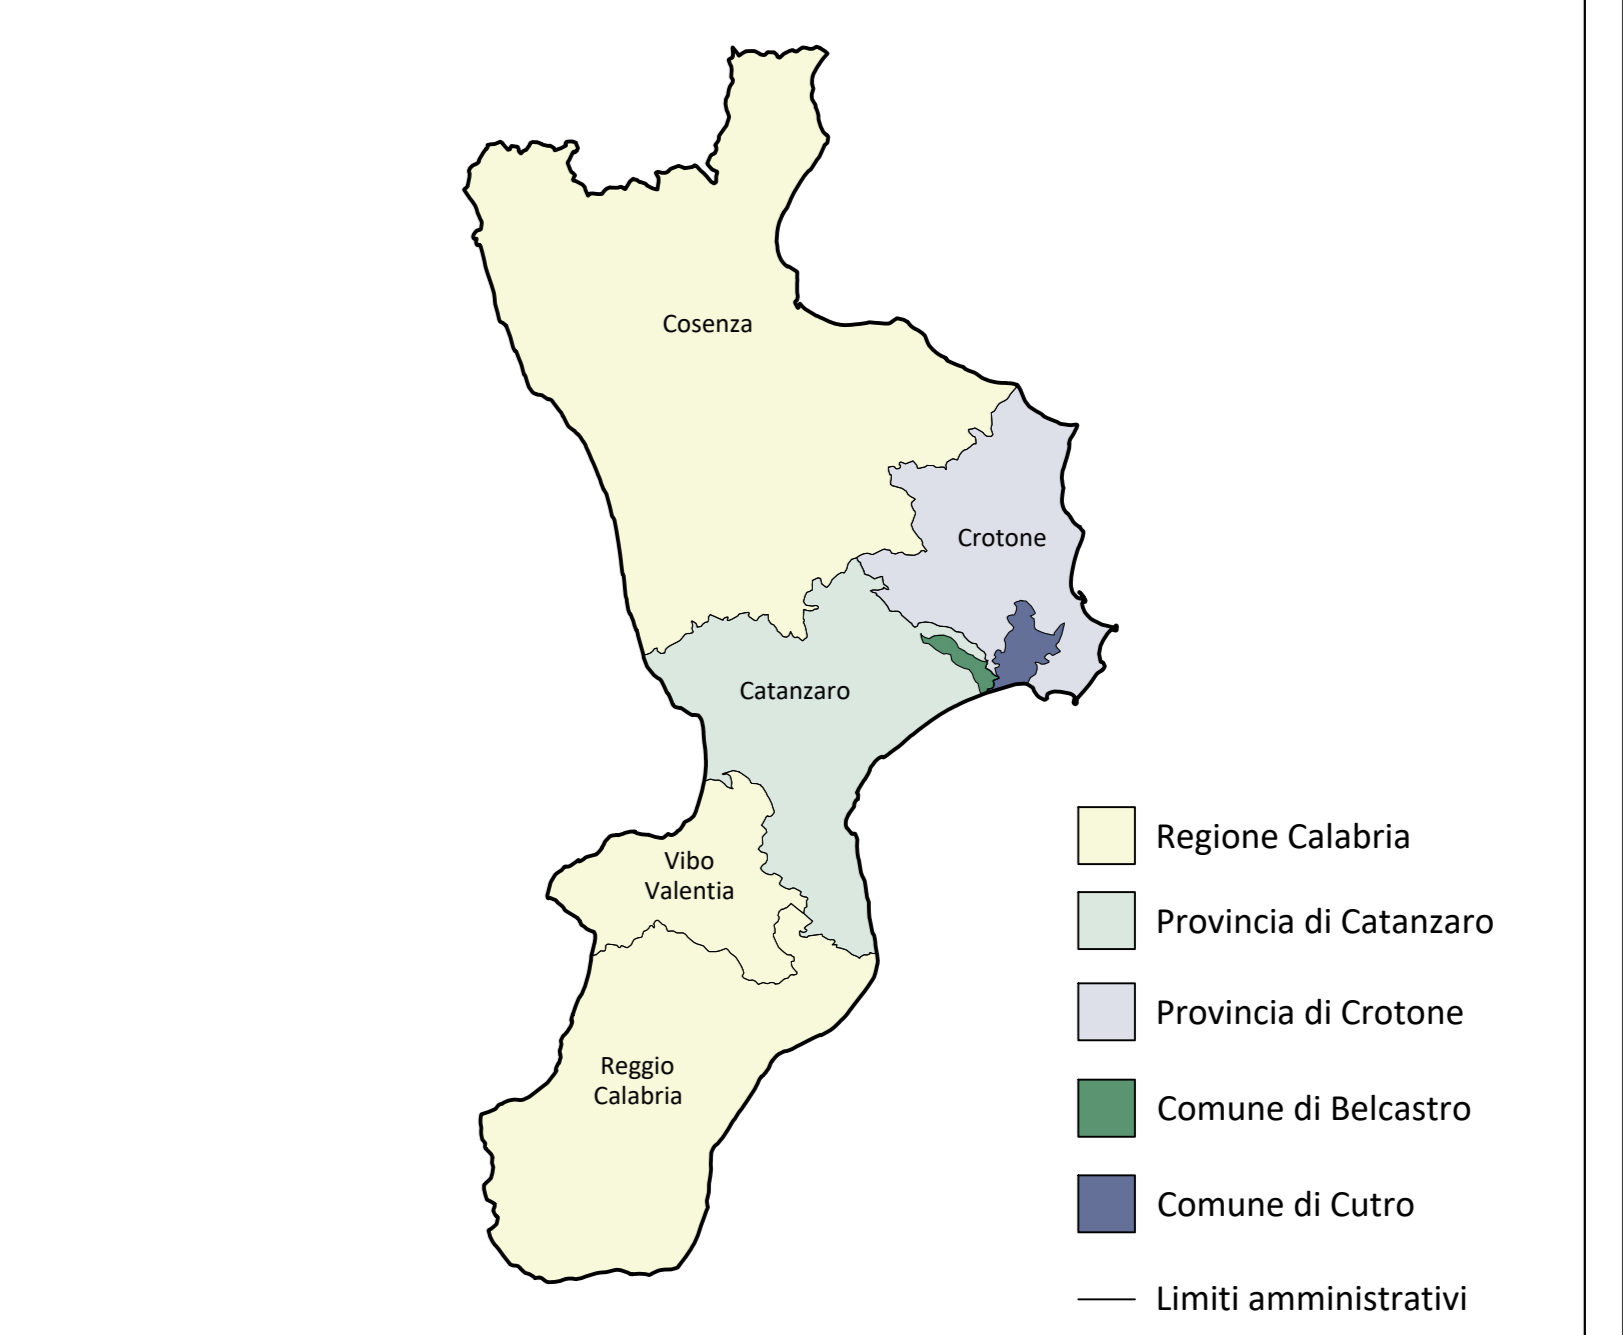 Cosenza
Crotone
Catanzaro
Vibo
Valentia
Reggio
Calabria
Regione Calabria
Provincia di Catanzaro
Provincia di Crotone
Comune di Belcastro
Comune di Cutro
Limiti amministrativi